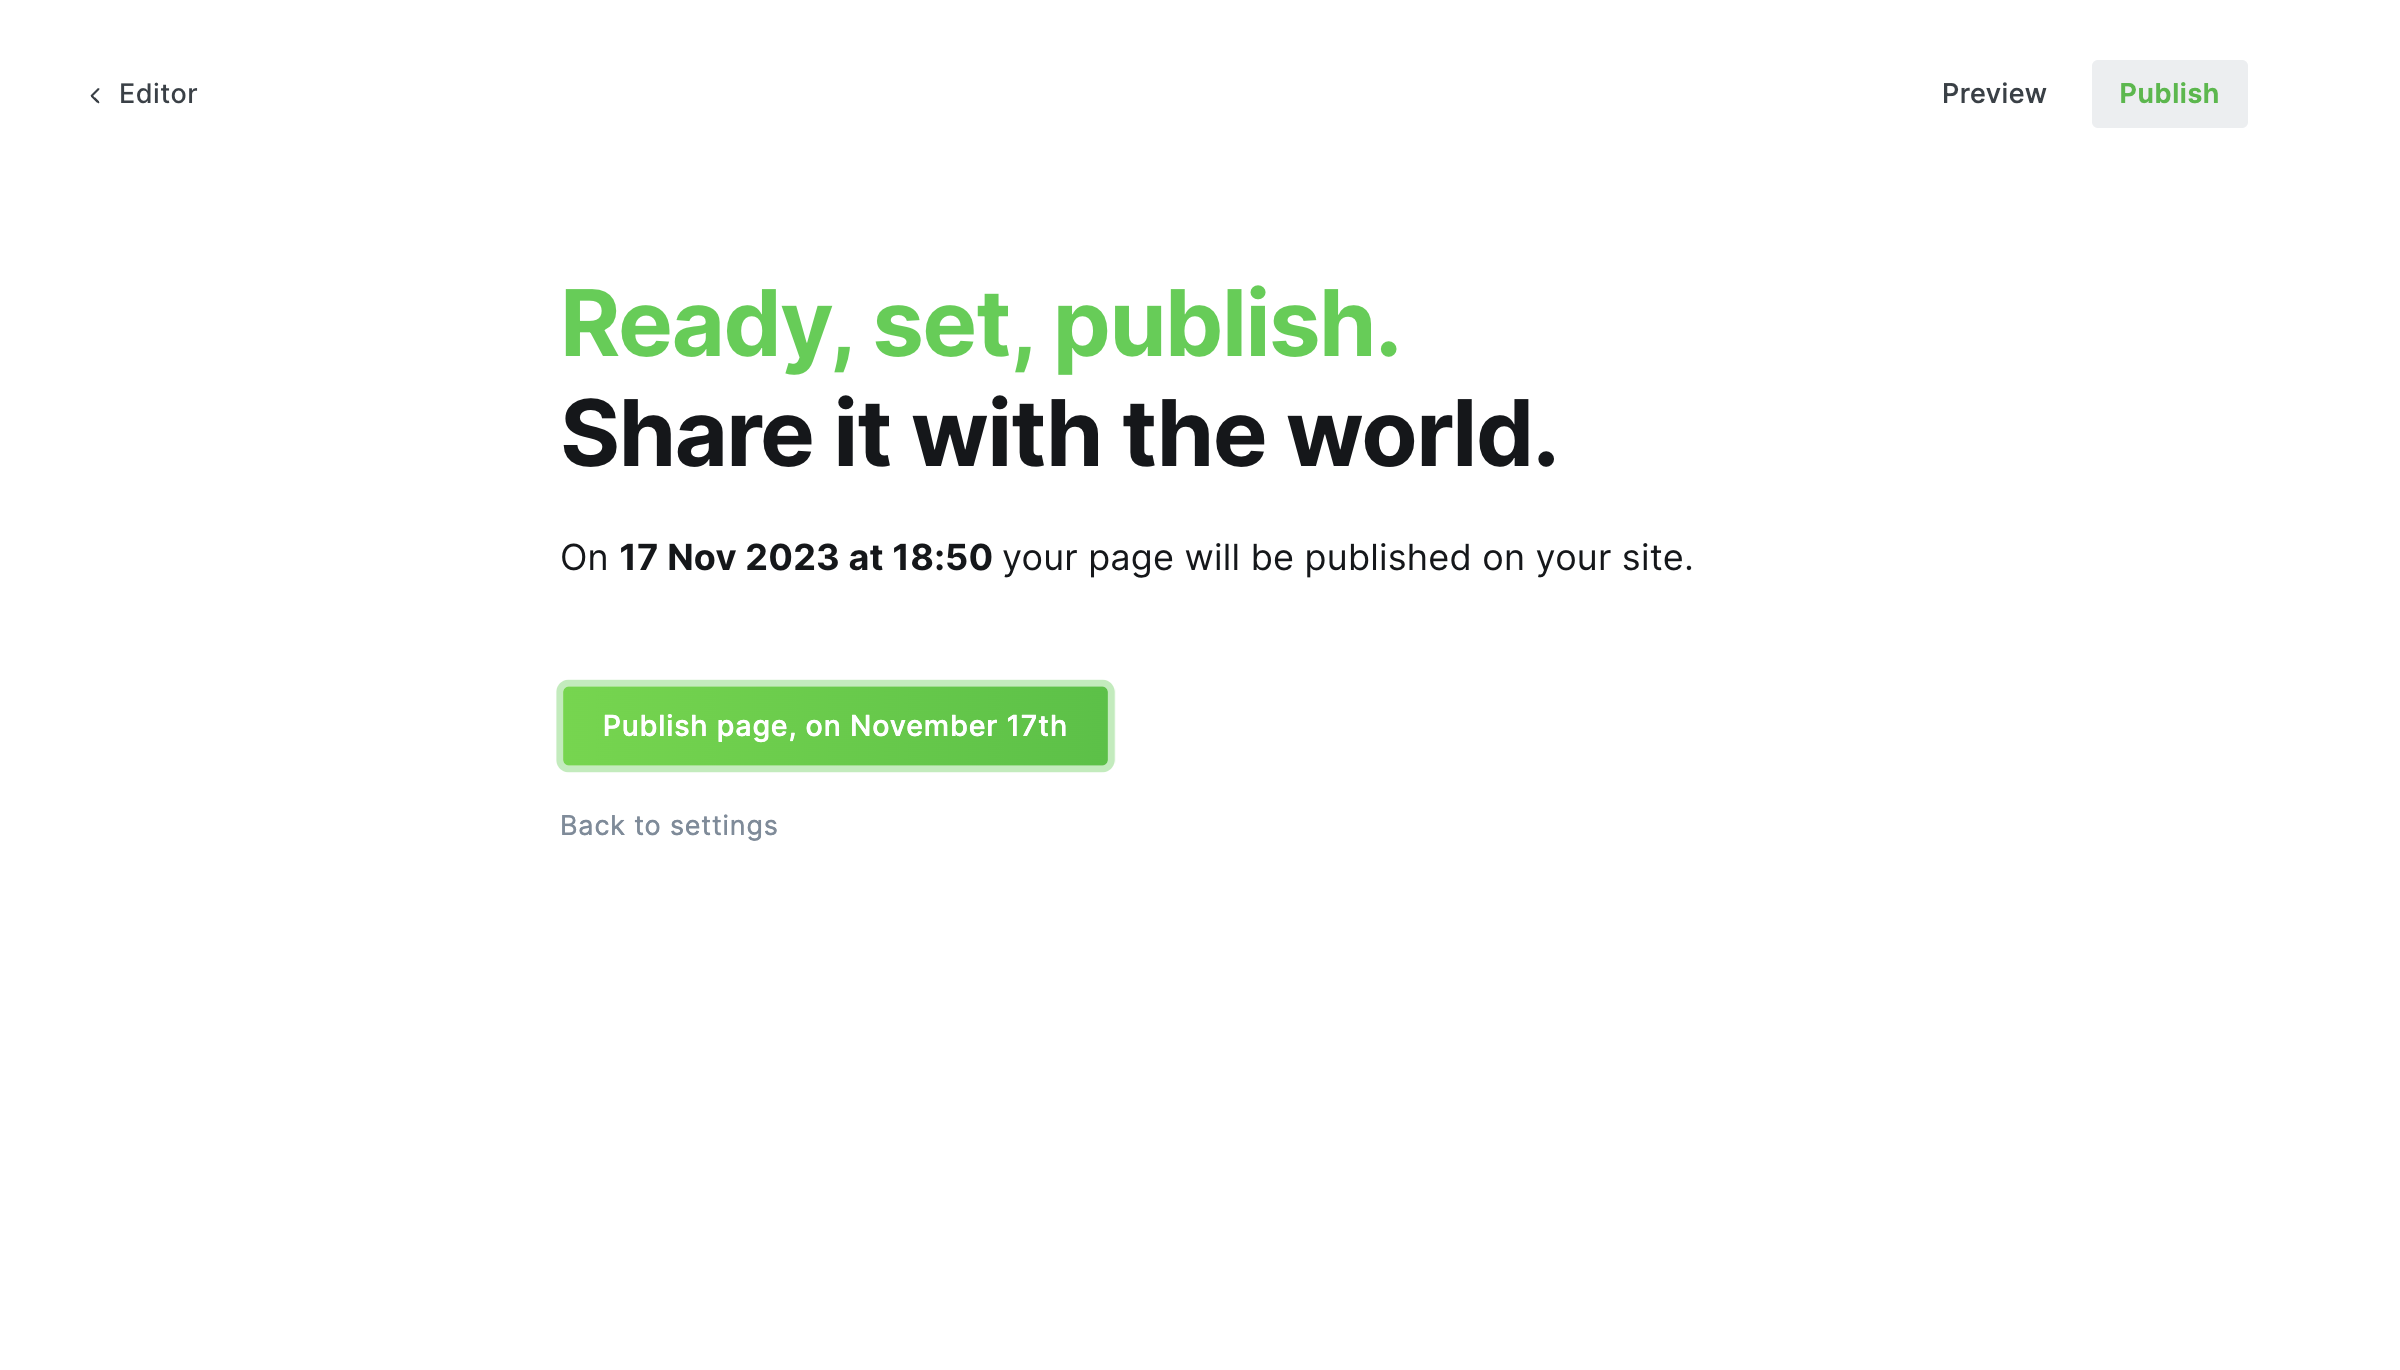 Editor
Preview
Publish
Ready, set, publish.
Share it with the world.
On 17 Nov 2023 at 18:50 your page will be published on your site.
Publish page, on November 17th
Back to settings